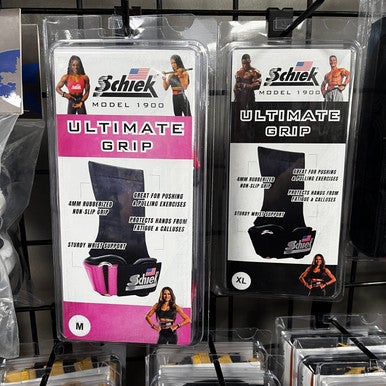 Schiek
MODEL 1900
ULTIMATE
GRIP
4MM RUBBERIZED
NON-SLIP GRIP
GREAT FOR PUSHING
& PULLING EXERCISES
PROTECTS HANDS FROM
FATIGUE & CALLUSES
STURDY WRIST SUPPORT
Schiek
M
Schiek
MODEL 1900
ULTIMATE
GRIP
4MM RUBBERIZED
NON-SLIP GRIP
GREAT FOR PUSHING
& PULLING EXERCISES
PROTECTS HANDS FROM
FATIGUE & CALLUSES
STURDY WRIST SUPPORT
Schiek
XL